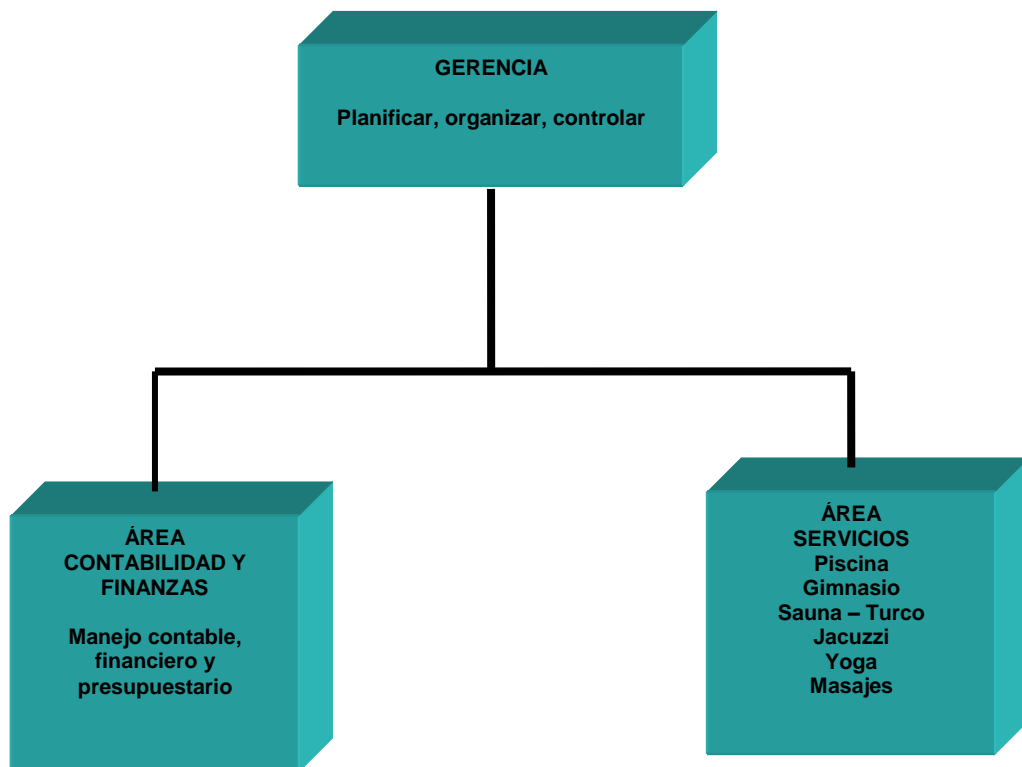 GERENCIA
Planificar, organizar, controlar
ÁREA
CONTABILIDAD Y
FINANZAS
Manejo contable,
financiero y
presupuestario
ÁREA
SERVICIOS
Piscina
Gimnasio
Sauna – Turco
Jacuzzi
Yoga
Masajes